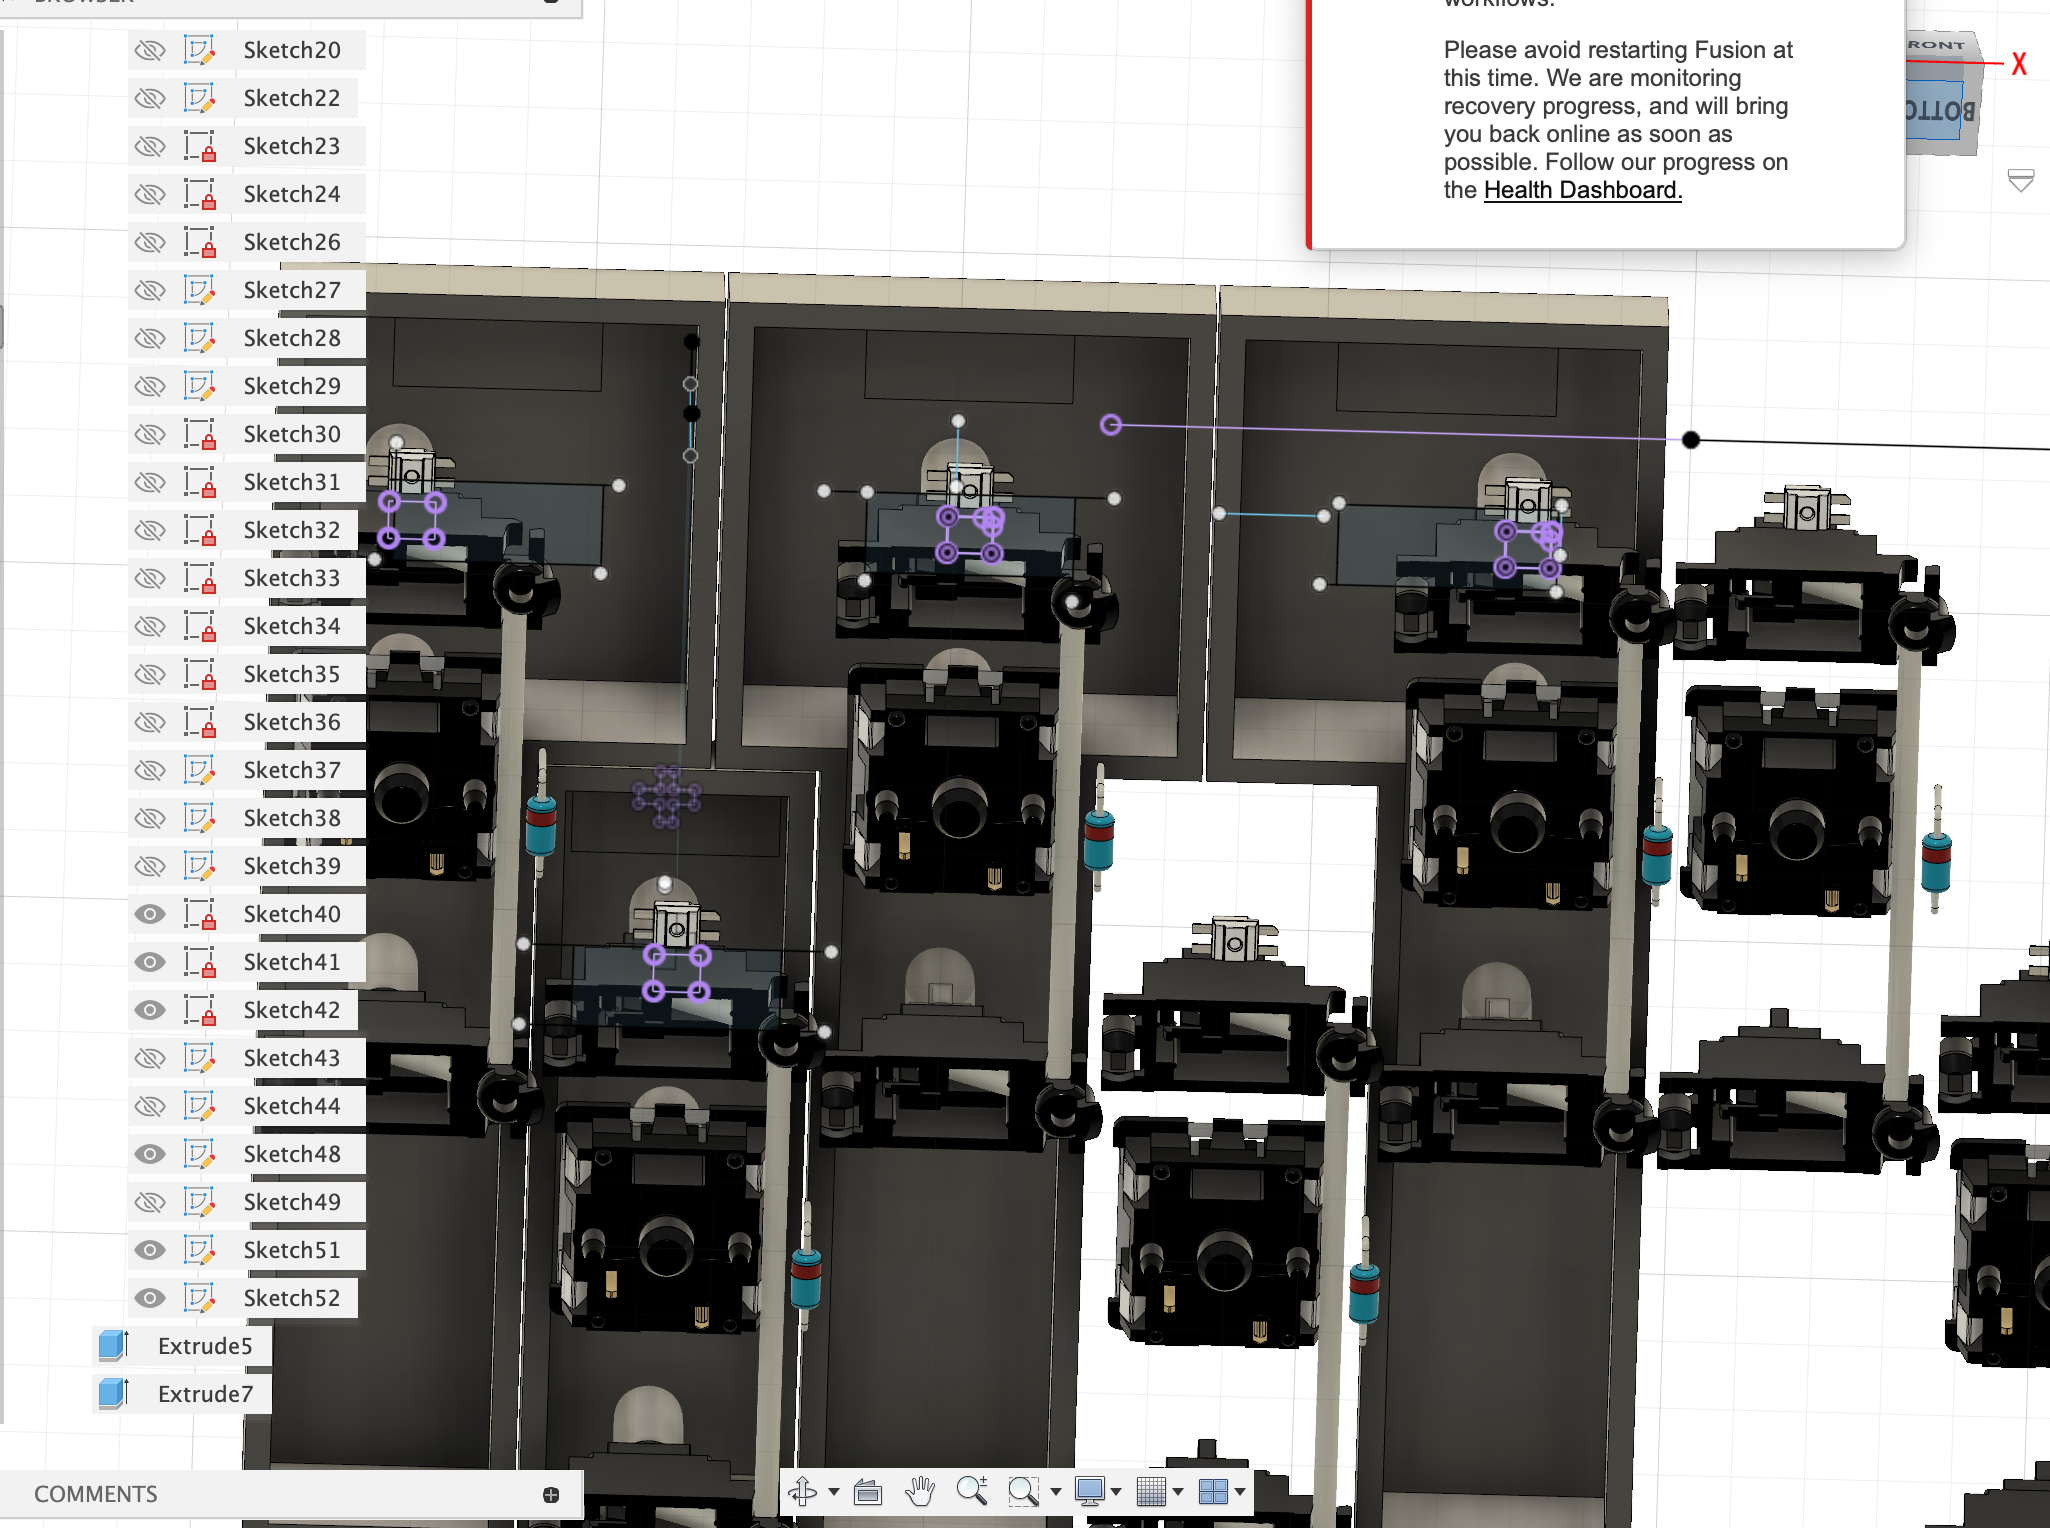 BROWSER
workflows.
Please avoid restarting Fusion at
this time. We are monitoring
recovery progress, and will bring
you back online as soon as
possible. Follow our progress on
the Health Dashboard.
RONT
X
BOTTO
Sketch20
Sketch22
Sketch23
Sketch24
Sketch26
Sketch27
Sketch28
Sketch29
Sketch30
Sketch31
Sketch32
Sketch33
Sketch34
Sketch35
Sketch36
Sketch37
Sketch38
Sketch39
Sketch40
Sketch41
Sketch42
Sketch43
Sketch44
Sketch48
Sketch49
Sketch51
Sketch52
Extrude5
Extrude7
COMMENTS